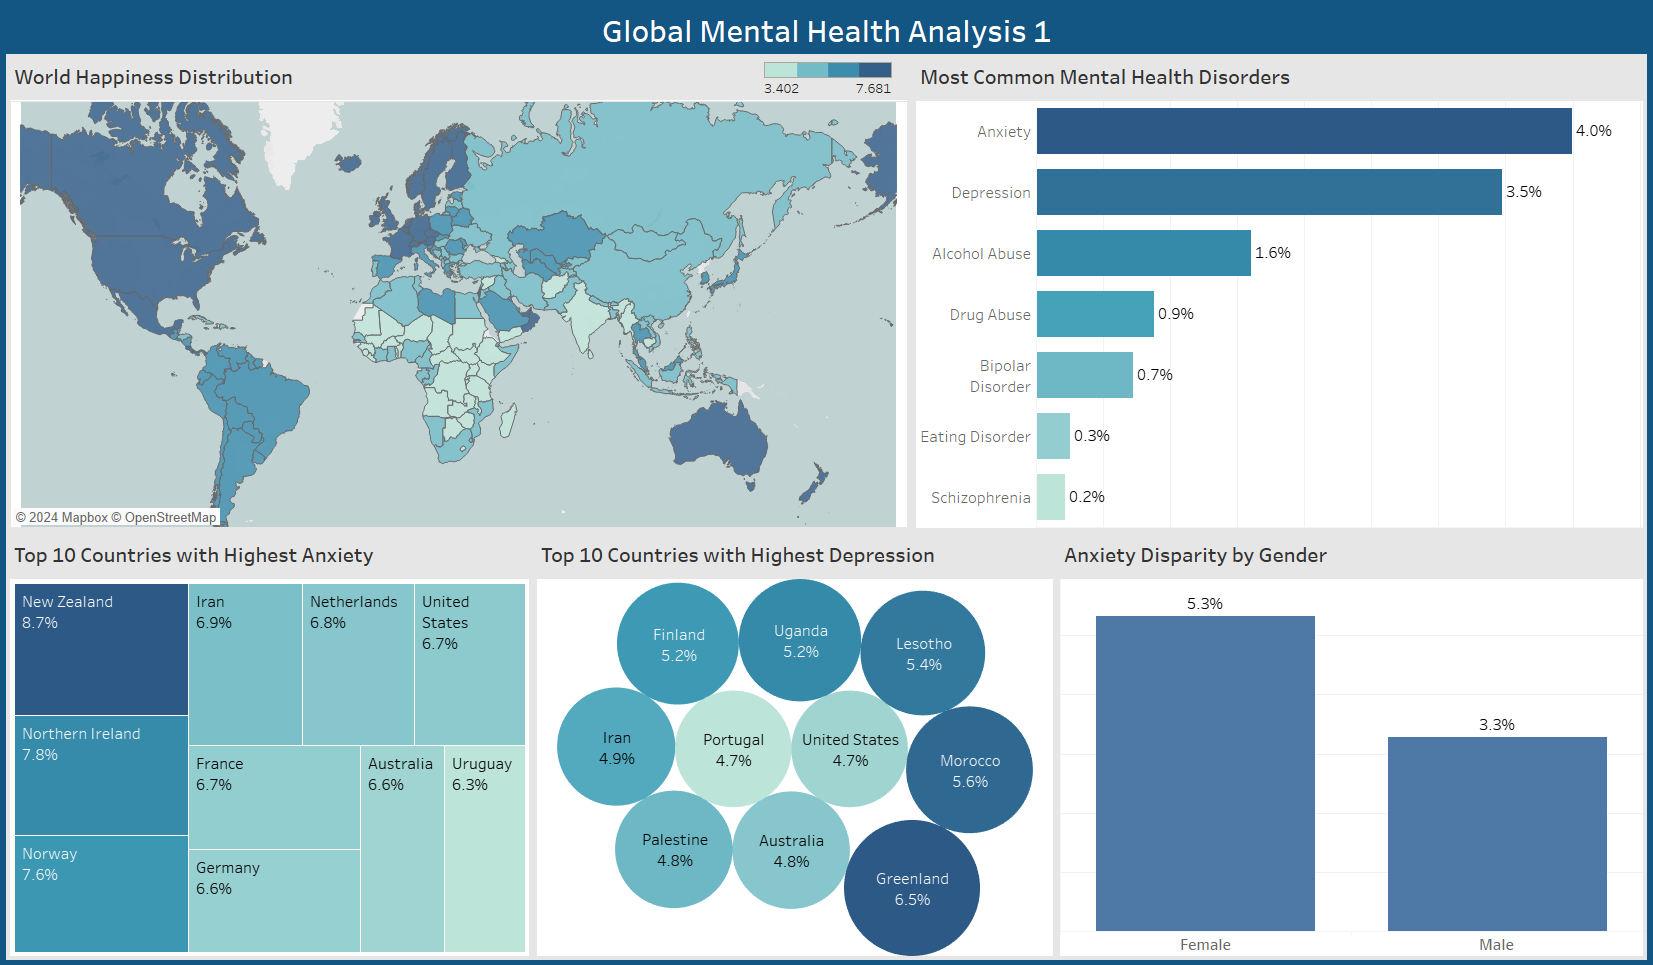 Global Mental Health Analysis 1
World Happiness Distribution
3.402
7.681
© 2024 Mapbox © OpenStreetMap
Most Common Mental Health Disorders
Anxiety
4.0%
Depression
3.5%
Alcohol Abuse
1.6%
Drug Abuse
0.9%
Bipolar
Disorder
0.7%
Eating Disorder
0.3%
Schizophrenia
0.2%
Top 10 Countries with Highest Anxiety
New Zealand
8.7%
Northern Ireland
7.8%
Norway
7.6%
Iran
6.9%
Netherlands
6.8%
United
States
6.7%
France
6.7%
Germany
6.6%
Australia
6.6%
Uruguay
6.3%
Top 10 Countries with Highest Depression
Finland
5.2%
Uganda
5.2%
Lesotho
5.4%
Iran
4.9%
Portugal
4.7%
United States
4.7%
Morocco
5.6%
Palestine
4.8%
Australia
4.8%
Greenland
6.5%
Anxiety Disparity by Gender
5.3%
3.3%
Female
Male